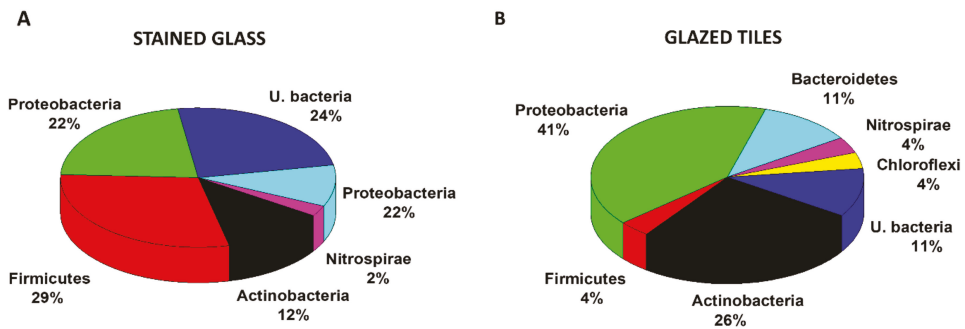 A
STAINED GLASS
Proteobacteria
22%
U. bacteria
24%
Proteobacteria
22%
Nitrospirae
2%
Actinobacteria
12%
Firmicutes
29%
B
GLAZED TILES
Proteobacteria
41%
Bacteroidetes
11%
Nitrospirae
4%
Chloroflexi
4%
U. bacteria
11%
Actinobacteria
26%
Firmicutes
4%